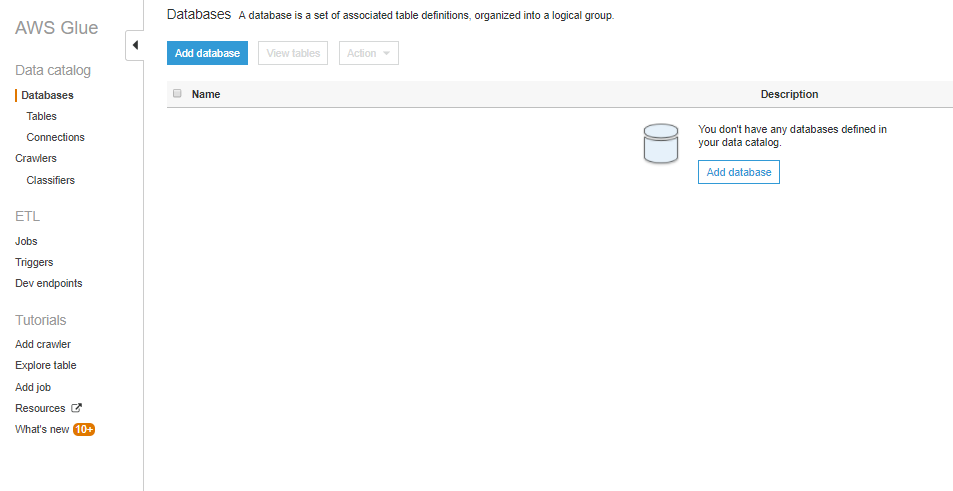 AWS Glue
Data catalog
Databases
Tables
Connections
Crawlers
Classifiers
ETL
Jobs
Triggers
Dev endpoints
Tutorials
Add crawler
Explore table
Add job
Resources
What's new 10+
Databases A database is a set of associated table definitions, organized into a logical group.
Add database View tables Action
Name Description
You don't have any databases defined in
your data catalog.
Add database